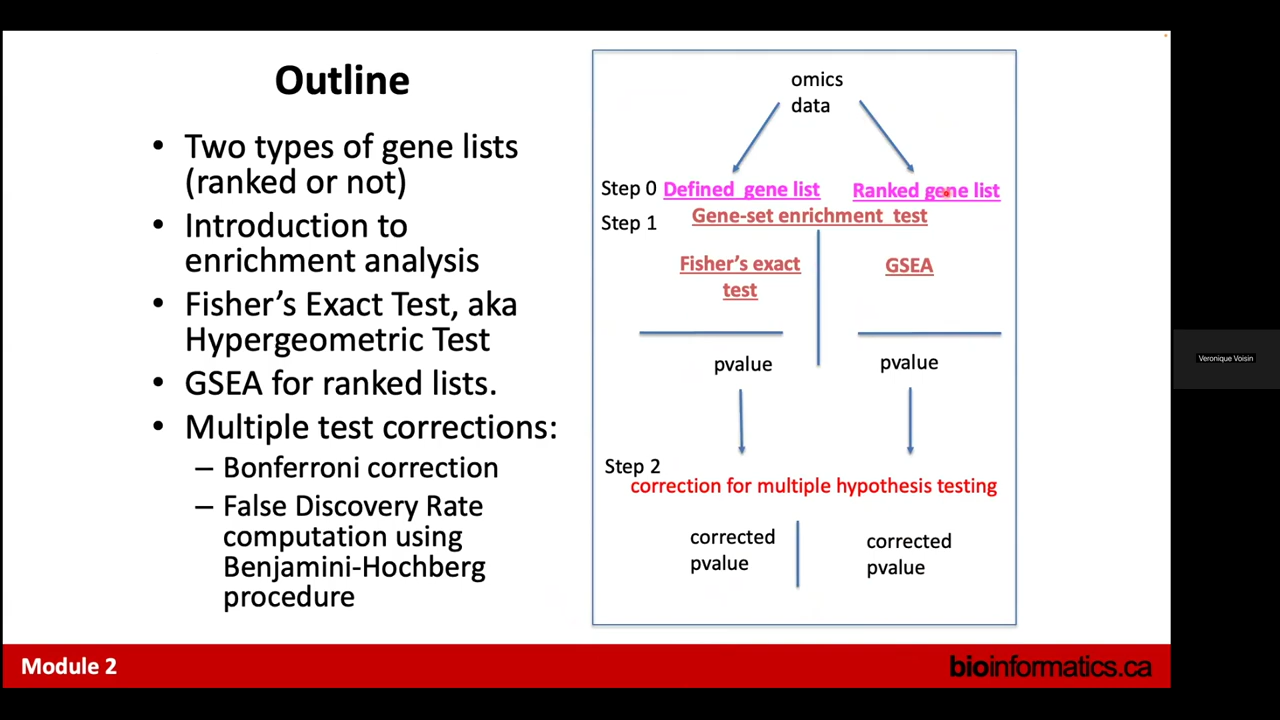 Outline
• Two types of gene lists
(ranked or not)
• Introduction to
enrichment analysis
• Fisher's Exact Test, aka
Hypergeometric Test
• GSEA for ranked lists.
• Multiple test corrections:
– Bonferroni correction
– False Discovery Rate
computation using
Benjamini-Hochberg
procedure
omics
data
Step 0 Defined gene list Ranked gene list
Step 1 Gene-set enrichment test
Fisher's exact
test
GSEA
pvalue pvalue
Step 2
correction for multiple hypothesis testing
corrected
pvalue
corrected
pvalue
Veronique Voisin
Module 2
bioinformatics.ca